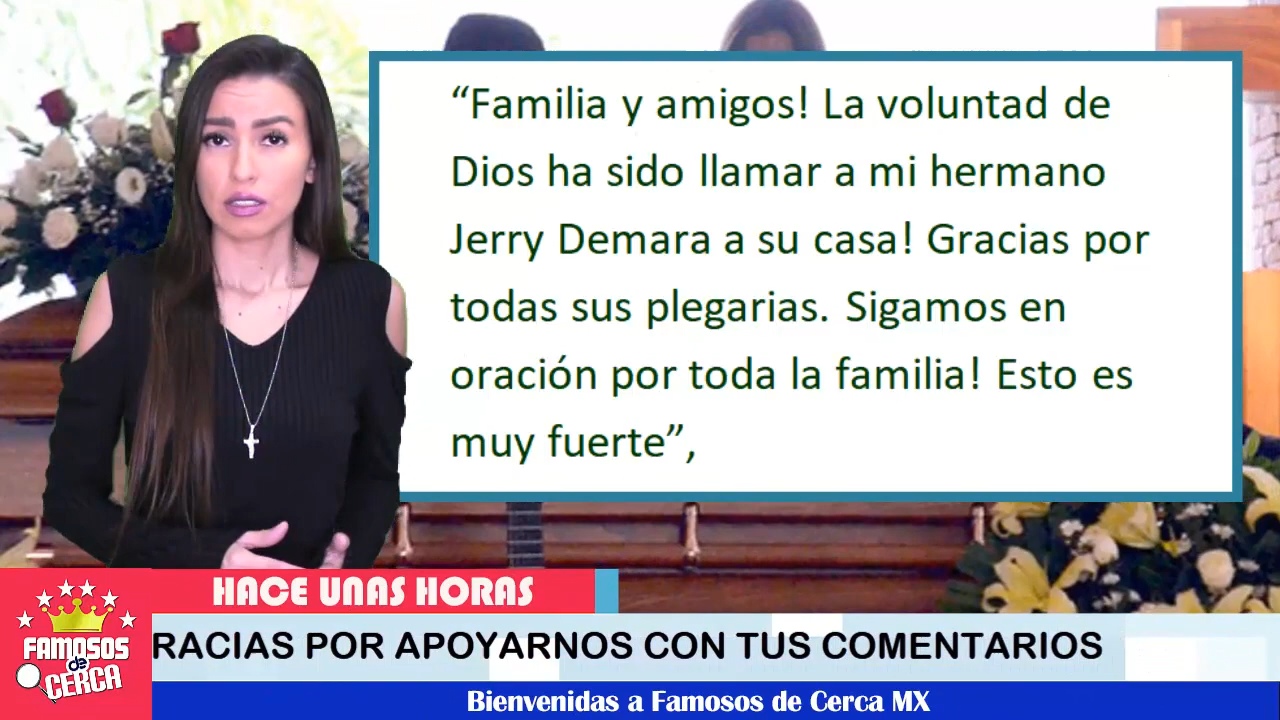 “Familia y amigos! La voluntad de
Dios ha sido llamar a mi hermano
Jerry Demara a su casa! Gracias por
todas sus plegarias. Sigamos en
oración por toda la familia! Esto es
muy fuerte”,
HACE UNAS HORAS
RACIAS POR APOYARNOS CON TUS COMENTARIOS
FAMOSOS
de
CERCA
Bienvenidas a Famosos de Cerca MX